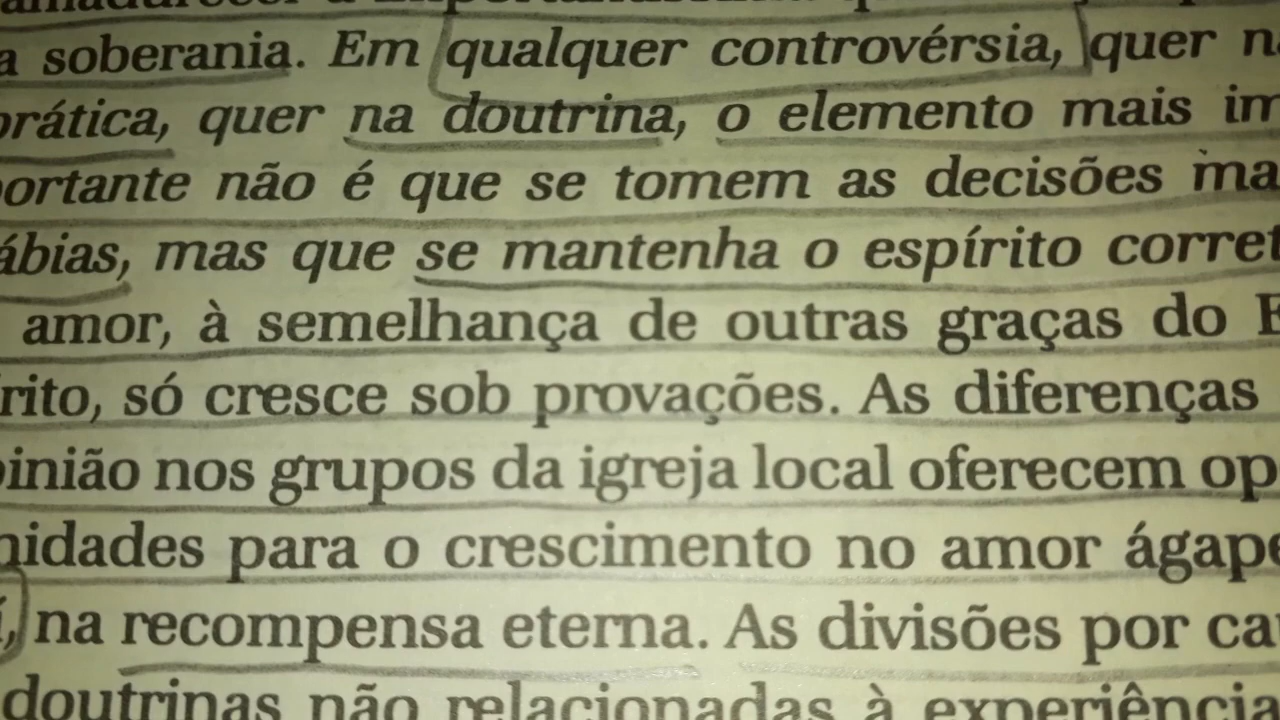 a soberania. Em qualquer controvérsia, quer n
prática, quer na doutrina, o elemento mais im
portante não é que se tomem as decisões ma
ábias, mas que se mantenha o espírito corret
amor, à semelhança de outras graças do E
rito, só cresce sob provações. As diferenças
pinião nos grupos da igreja local oferecem op
nidades para o crescimento no amor ágape
í, na recompensa eterna. As divisões por ca
doutrinas não relacionadas à experiência